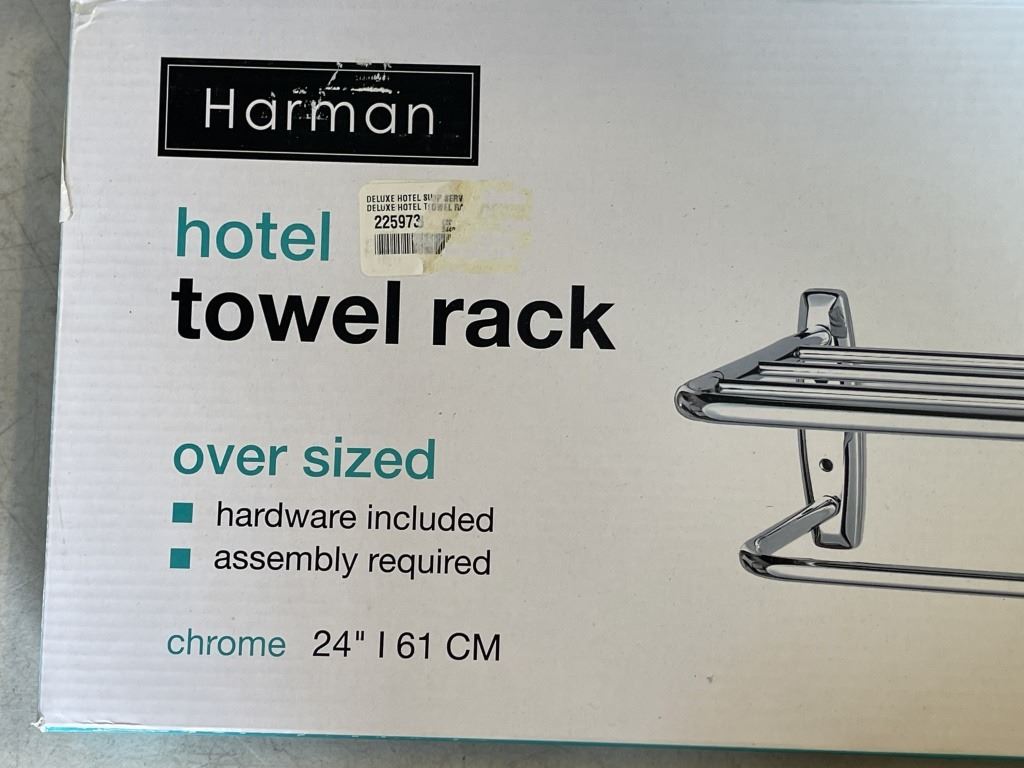 Harman
DELUXE HOTEL
DELUXE HOTEL TOWEL
225973
hotel
towel rack
over sized
hardware included
assembly required
chrome 24" | 61 CM